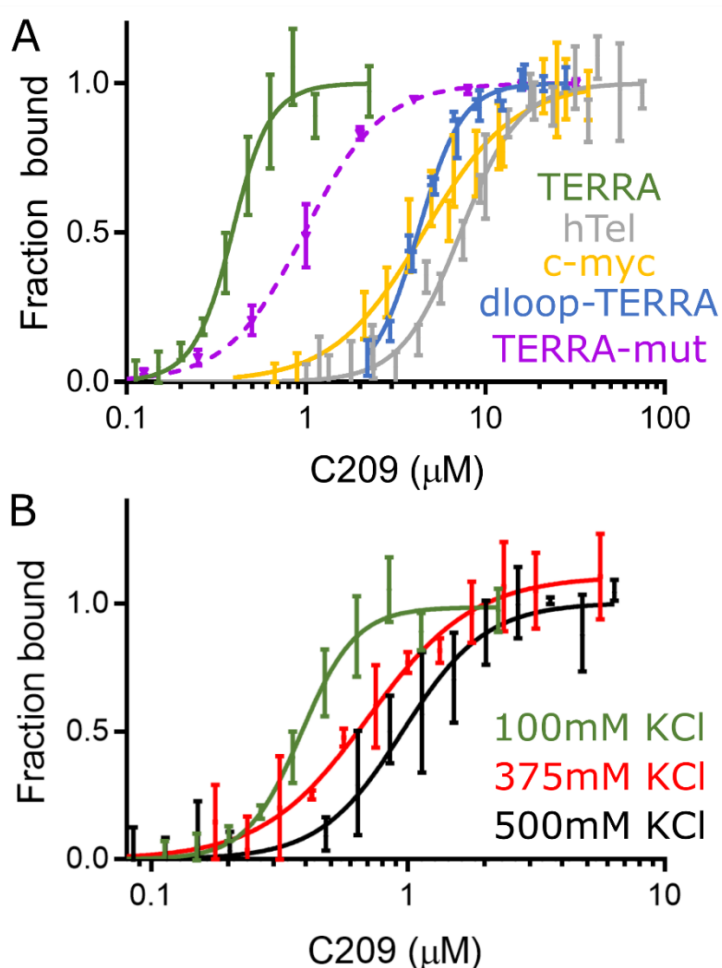 A
Fraction bound
1.0
0.5
0.0
TERRA
hTel
c-myc
dloop-TERRA
TERRA-mut
0.1 1 10 100
C209 (μM)
B
Fraction bound
1.0
0.5
0.0
100mM KCl
375mM KCl
500mM KCl
0.1 1 10
C209 (μM)